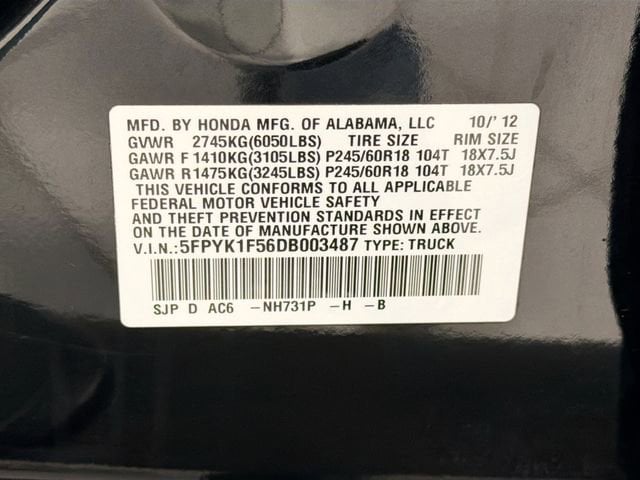 MFD. BY HONDA MFG. OF ALABAMA, LLC 10/'12
GVWR 2745KG(6050LBS) TIRE SIZE RIM SIZE
GAWR F 1410KG(3105LBS) P245/60R18 104T 18X7.5J
GAWR R1475KG(3245LBS) P245/60R18 104T 18X7.5J
THIS VEHICLE CONFORMS TO ALL APPLICABLE
FEDERAL MOTOR VEHICLE SAFETY
AND THEFT PREVENTION STANDARDS IN EFFECT
ON THE DATE OF MANUFACTURE SHOWN ABOVE.
V.I.N.: 5FPYK1F56DB003487 TYPE: TRUCK
SJP D AC6 -NH731P -H -B